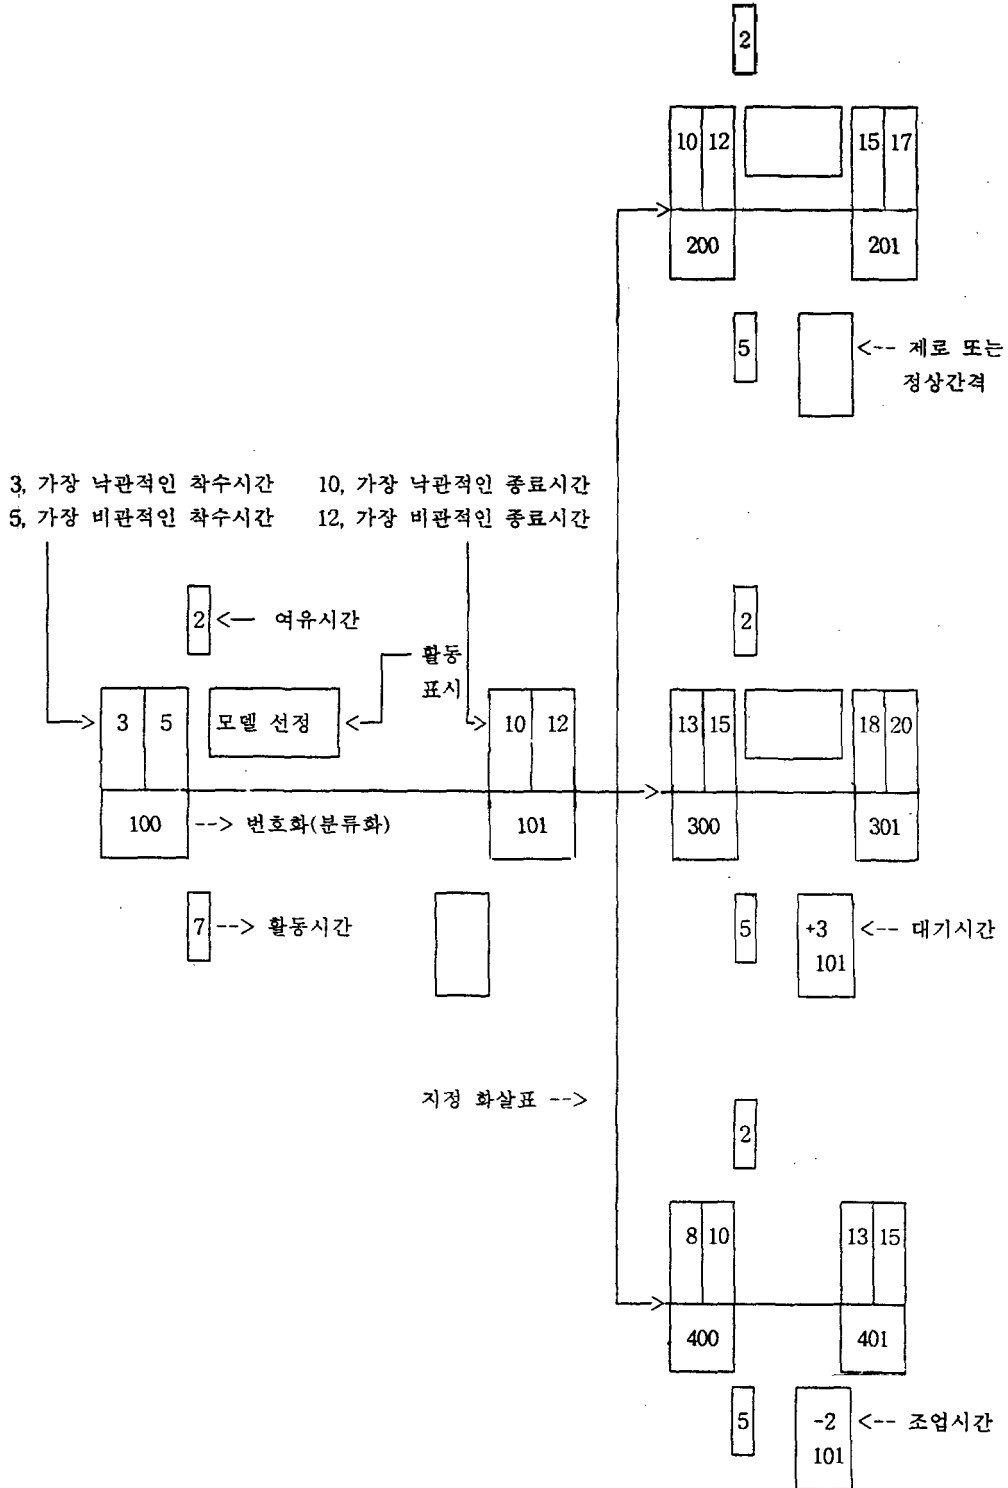 2
10 12 15 17
200 201
5 <-- 제로 또는
정상간격
3, 가장 낙관적인 착수시간 10, 가장 낙관적인 종료시간
5, 가장 비관적인 착수시간 12, 가장 비관적인 종료시간
2 <— 여유시간
2
활동
표시
3 5 모델 선정 10 12 13 15 18 20
100 --> 번호화(분류화) 101 300 301
7 --> 활동시간 5 +3 <-- 대기시간
101
지정 화살표 -->
2
8 10 13 15
400 401
5 -2 <-- 조업시간
101